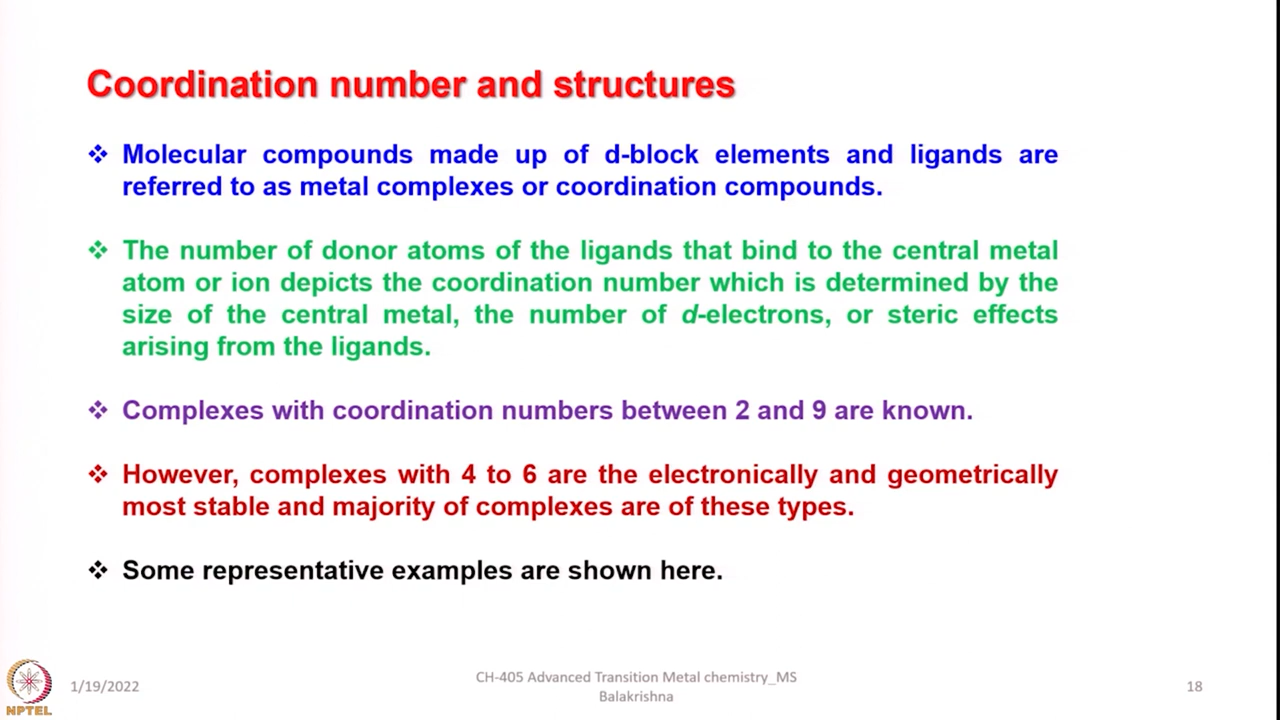 Coordination number and structures
❖ Molecular compounds made up of d-block elements and ligands are
referred to as metal complexes or coordination compounds.
❖ The number of donor atoms of the ligands that bind to the central metal
atom or ion depicts the coordination number which is determined by the
size of the central metal, the number of d-electrons, or steric effects
arising from the ligands.
❖ Complexes with coordination numbers between 2 and 9 are known.
❖ However, complexes with 4 to 6 are the electronically and geometrically
most stable and majority of complexes are of these types.
❖ Some representative examples are shown here.
NPTEL
1/19/2022
CH-405 Advanced Transition Metal chemistry_MS
Balakrishna
18